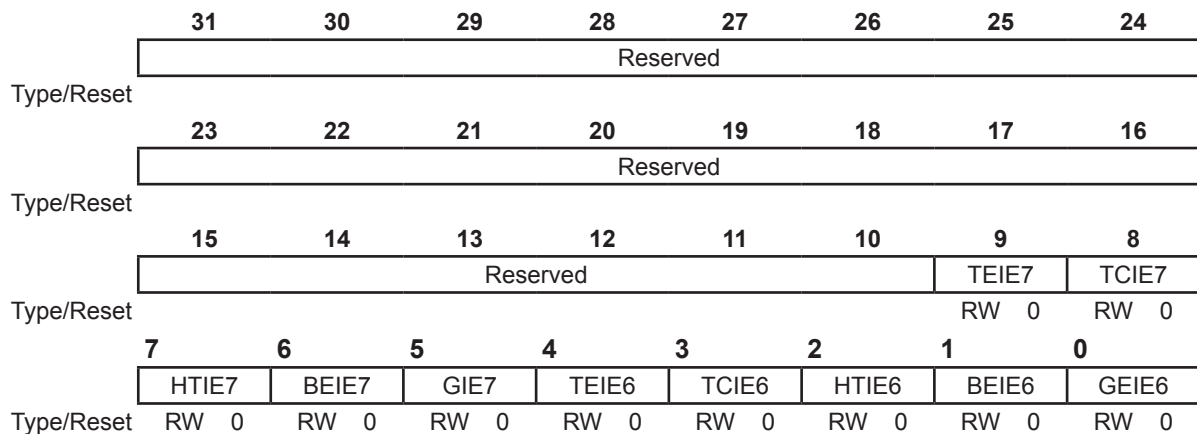 31 30 29 28 27 26 25 24
Reserved
Type/Reset
23 22 21 20 19 18 17 16
Reserved
Type/Reset
15 14 13 12 11 10 9 8
Reserved TEIE7 TCIE7
Type/Reset RW 0 RW 0
7 6 5 4 3 2 1 0
HTIE7 BEIE7 GIE7 TEIE6 TCIE6 HTIE6 BEIE6 GEIE6
Type/Reset RW 0 RW 0 RW 0 RW 0 RW 0 RW 0 RW 0 RW 0